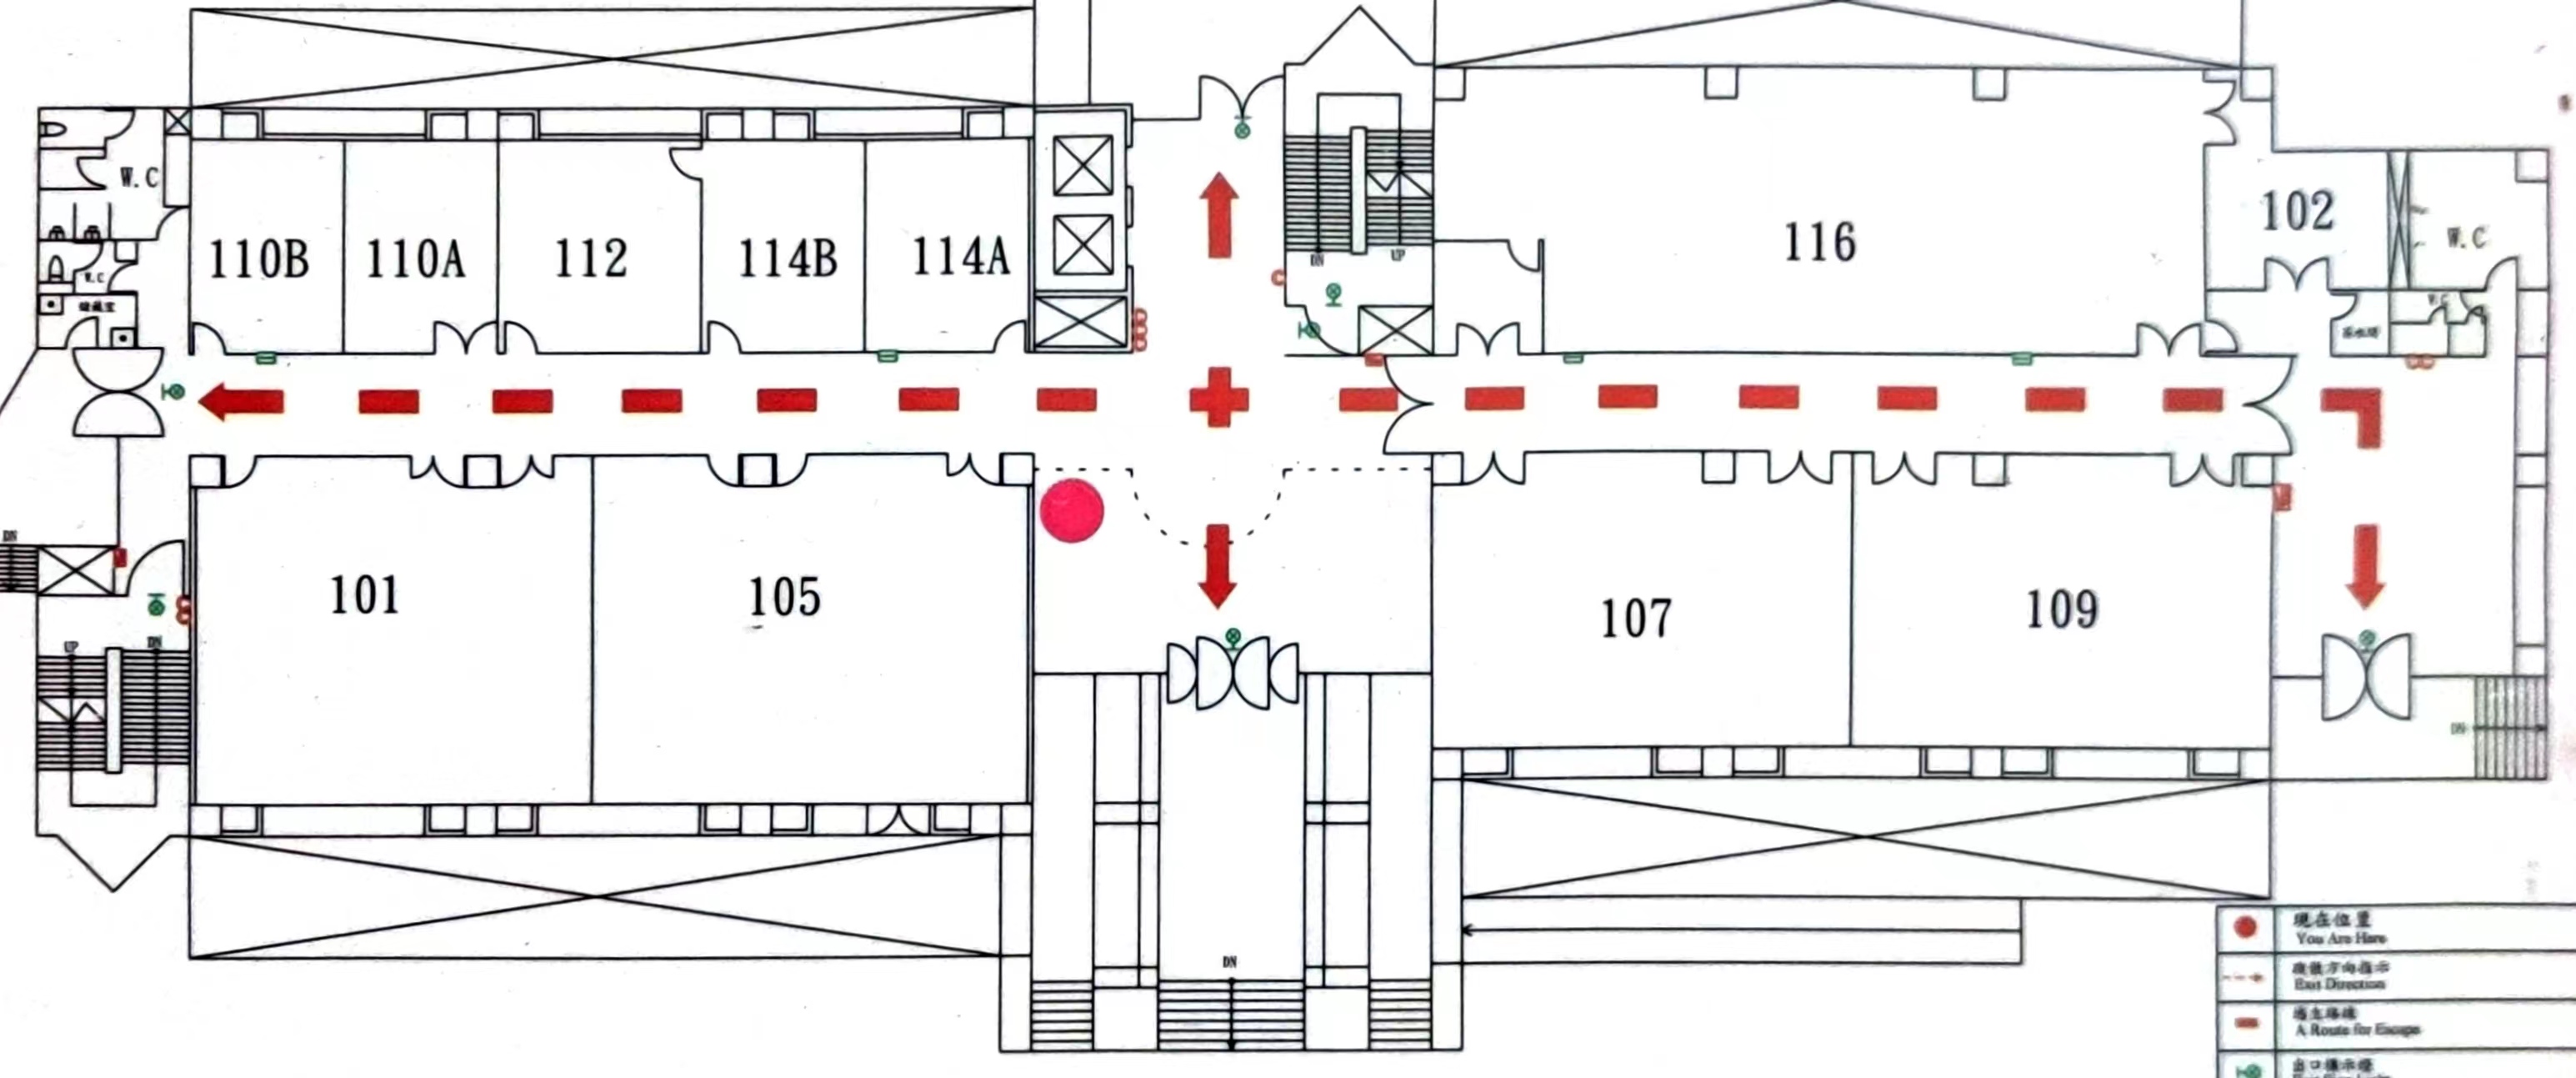 W.C
110B
110A
112
114B
114A
116
102
W.C
W.C
W.C
DN
UP
DN
101
105
107
109
UP
DN
DN
DN
現在位置
You Are Here
疏散方向指示
Exit Direction
逃生路線
A Route for Escape
出口標示燈